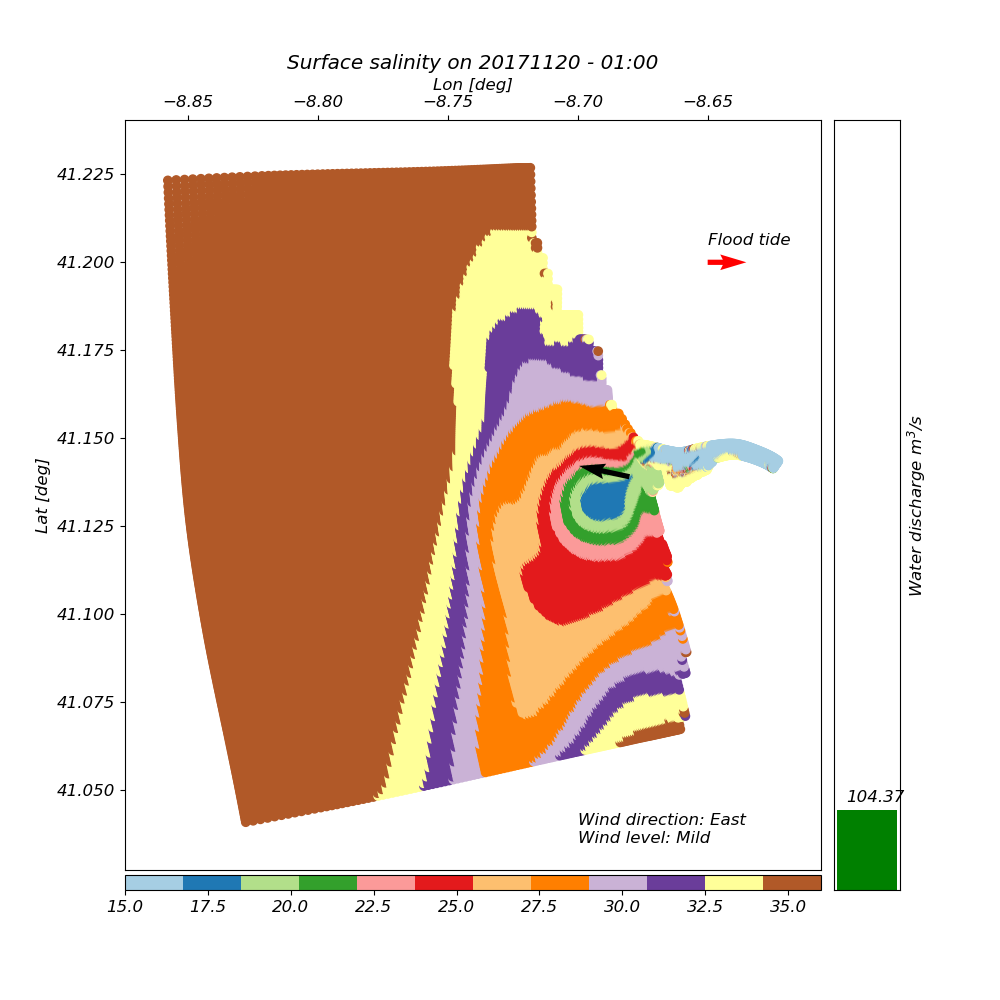 Surface salinity on 20171120 - 01:00
Lon [deg]
−8.85 −8.80 −8.75 −8.70 −8.65
41.225
41.200
41.175
41.150
41.125
41.100
41.075
41.050
Lat [deg]
Flood tide
Wind direction: East
Wind level: Mild
15.0 17.5 20.0 22.5 25.0 27.5 30.0 32.5 35.0
104.37
Water discharge m³/s